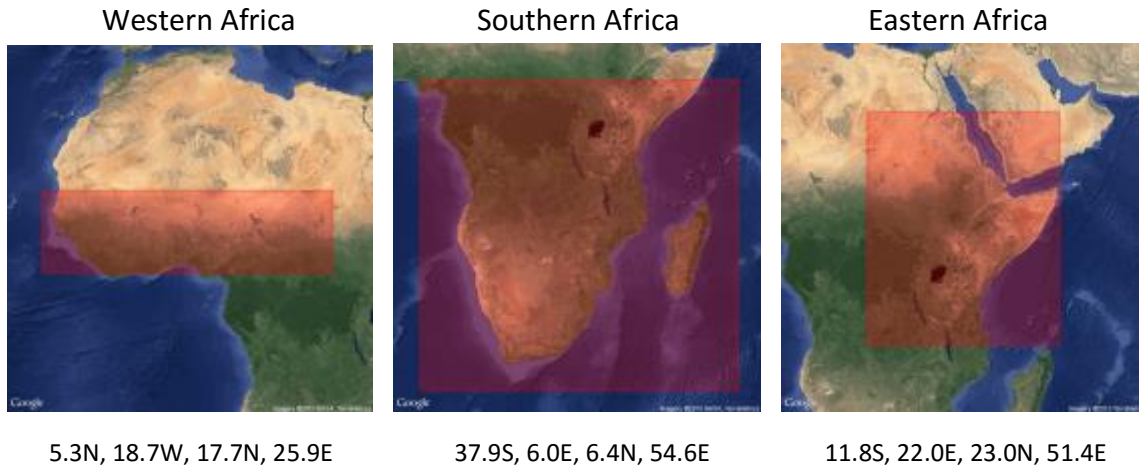 Western Africa
Southern Africa
Eastern Africa
Google
Google
Google
5.3N, 18.7W, 17.7N, 25.9E
37.9S, 6.0E, 6.4N, 54.6E
11.8S, 22.0E, 23.0N, 51.4E